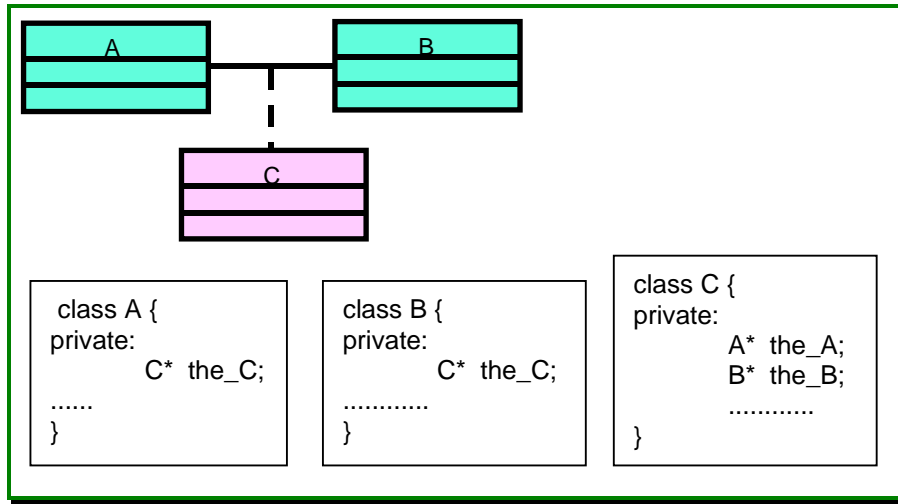 A
B
C
class A {
private:
C* the_C;
......
}
class B {
private:
C* the_C;
............
}
class C {
private:
A* the_A;
B* the_B;
............
}